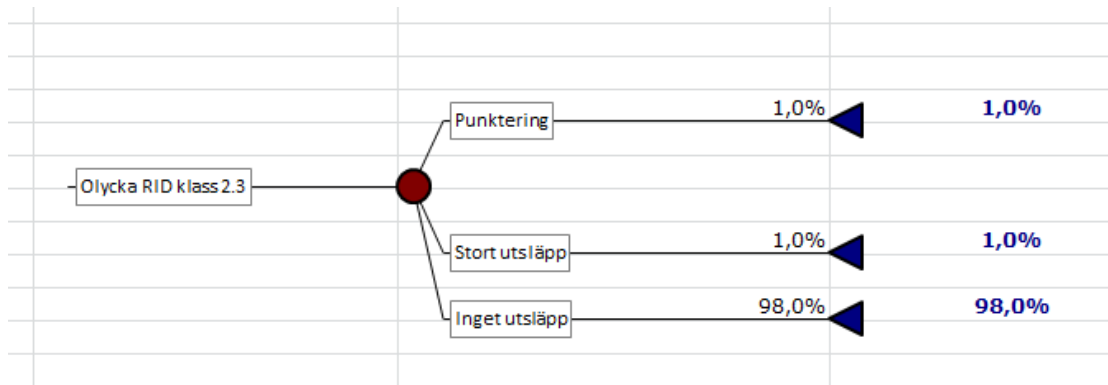 Punktering 1,0% 1,0%
Olycka RID klass 2.3
Stort utsläpp 1,0% 1,0%
Inget utsläpp 98,0% 98,0%